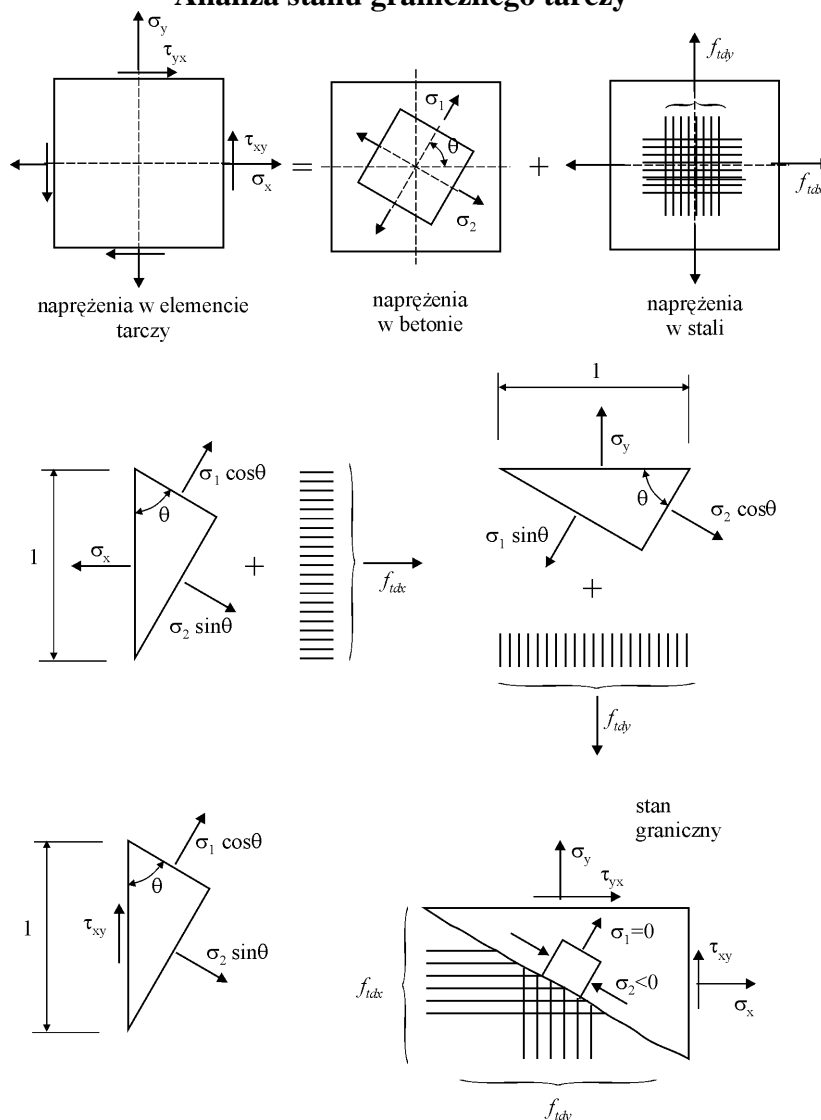 Analiza stanu granicznego tarczy
σy
τyx
τxy
σx
=
σ1
θ
σ2
+
ftdy
ftdx
naprężenia w elemencie
tarczy
naprężenia
w betonie
naprężenia
w stali
1
σx
σ1 cosθ
θ
σ2 sinθ
+
ftdx
1
σy
θ
σ2 cosθ
σ1 sinθ
+
ftdy
1
τxy
σ1 cosθ
θ
σ2 sinθ
stan
graniczny
σy
τyx
σ1=0
σ2<0
τxy
σx
ftdx
ftdy